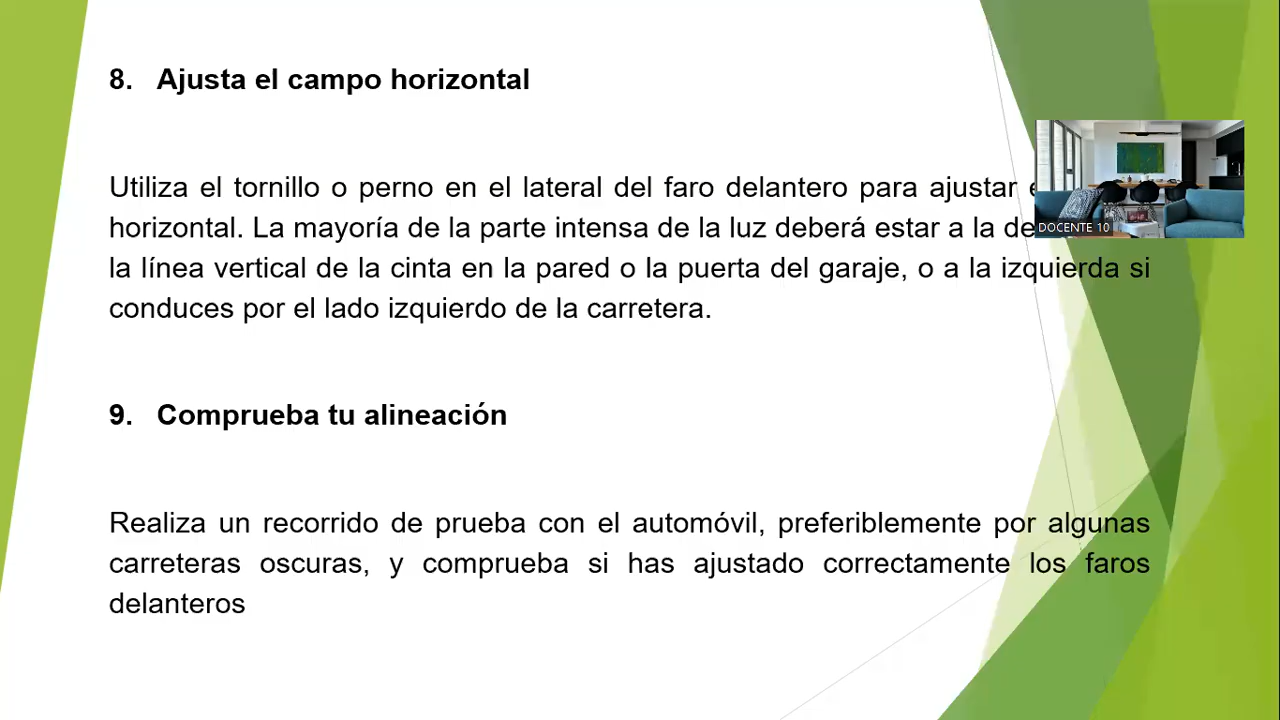 8. Ajusta el campo horizontal
Utiliza el tornillo o perno en el lateral del faro delantero para ajustar
horizontal. La mayoría de la parte intensa de la luz deberá estar a la
DOCENTE 10
la línea vertical de la cinta en la pared o la puerta del garaje, o a la izquierda si
conduces por el lado izquierdo de la carretera.
9. Comprueba tu alineación
Realiza un recorrido de prueba con el automóvil, preferiblemente por algunas
carreteras oscuras, y comprueba si has ajustado correctamente los faros
delanteros